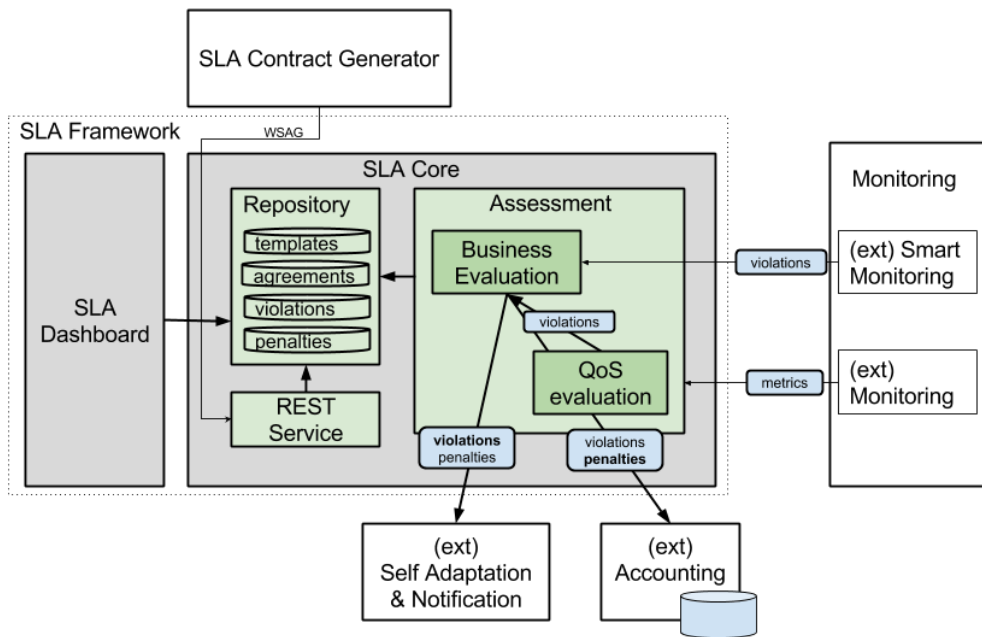 SLA Contract Generator
SLA Framework
WSAG
SLA Core
Monitoring
Repository
Assessment
templates
agreements
violations
penalties
Business
Evaluation
violations
(ext) Smart
Monitoring
SLA
Dashboard
violations
QoS
evaluation
metrics
(ext)
Monitoring
REST
Service
violations
penalties
violations
penalties
(ext)
Self Adaptation
& Notification
(ext)
Accounting